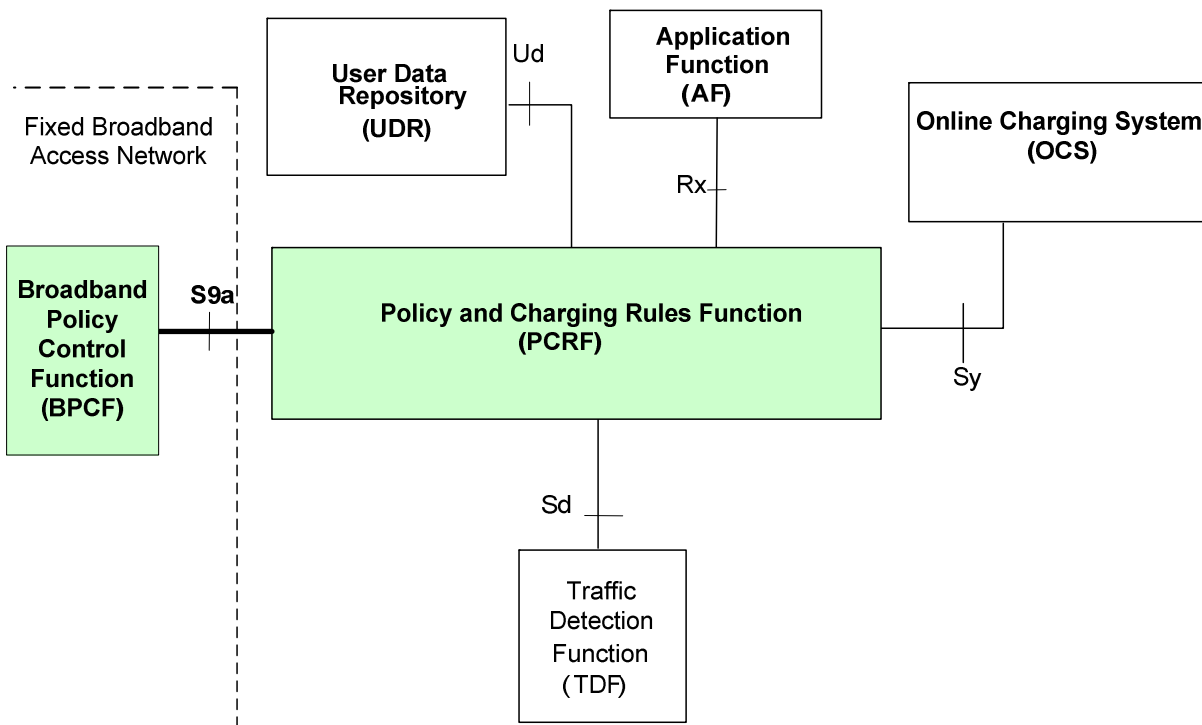 Ud
User Data
Repository
(UDR)
Application
Function
(AF)
Online Charging System
(OCS)
Fixed Broadband
Access Network
Rx
Broadband
Policy
Control
Function
(BPCF)
S9a
Policy and Charging Rules Function
(PCRF)
Sy
Sd
Traffic
Detection
Function
(TDF)